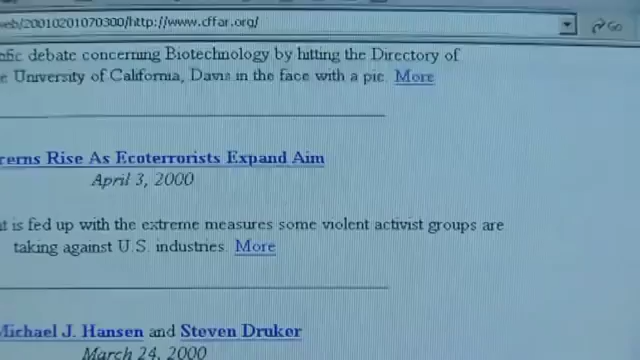 web/20010201070300/http://www.cffar.org/
Go
debate concerning Biotechnology by hitting the Directory of
University of California, Davis in the face with a pie. More
Rise As Ecoterrorists Expand Aim
April 3, 2000
is fed up with the extreme measures some violent activist groups are
taking against U.S. industries. More
Michael J. Hansen and Steven Druker
March 24, 2000